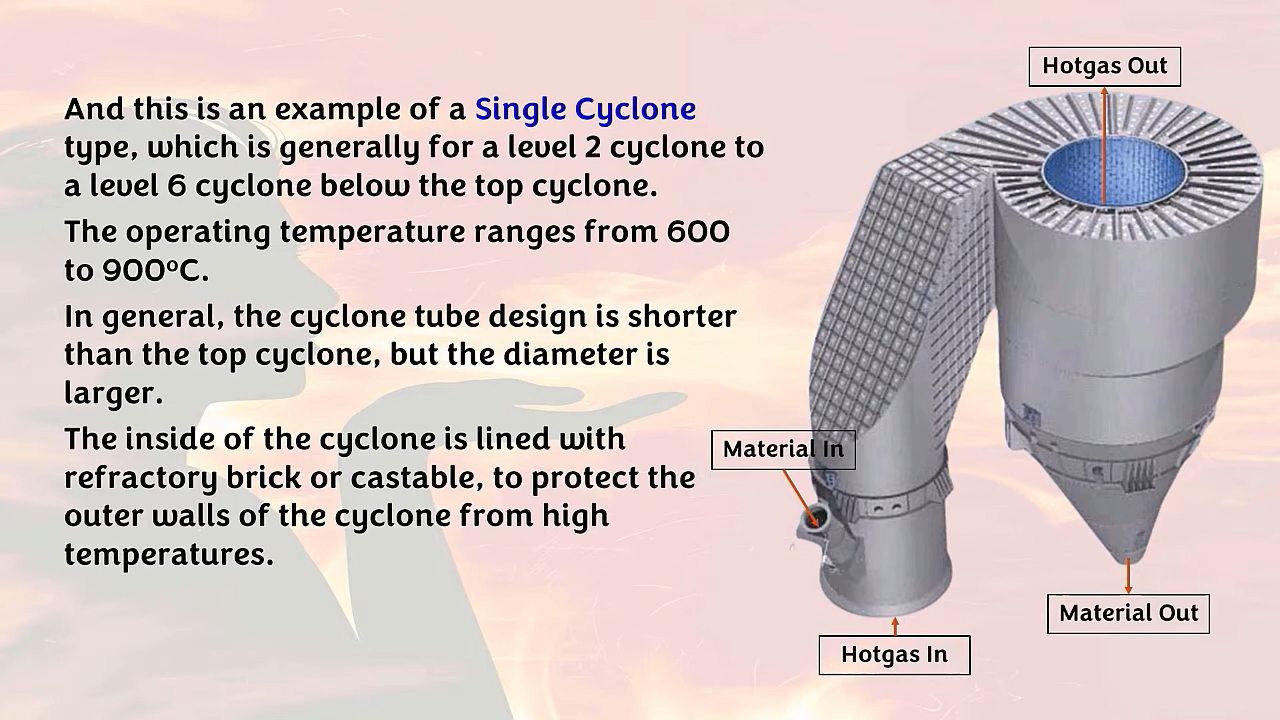 And this is an example of a Single Cyclone
type, which is generally for a level 2 cyclone to
a level 6 cyclone below the top cyclone.
The operating temperature ranges from 600
to 900ºC.
In general, the cyclone tube design is shorter
than the top cyclone, but the diameter is
larger.
The inside of the cyclone is lined with
refractory brick or castable, to protect the
outer walls of the cyclone from high
temperatures.
Hotgas Out
Material In
Material Out
Hotgas In